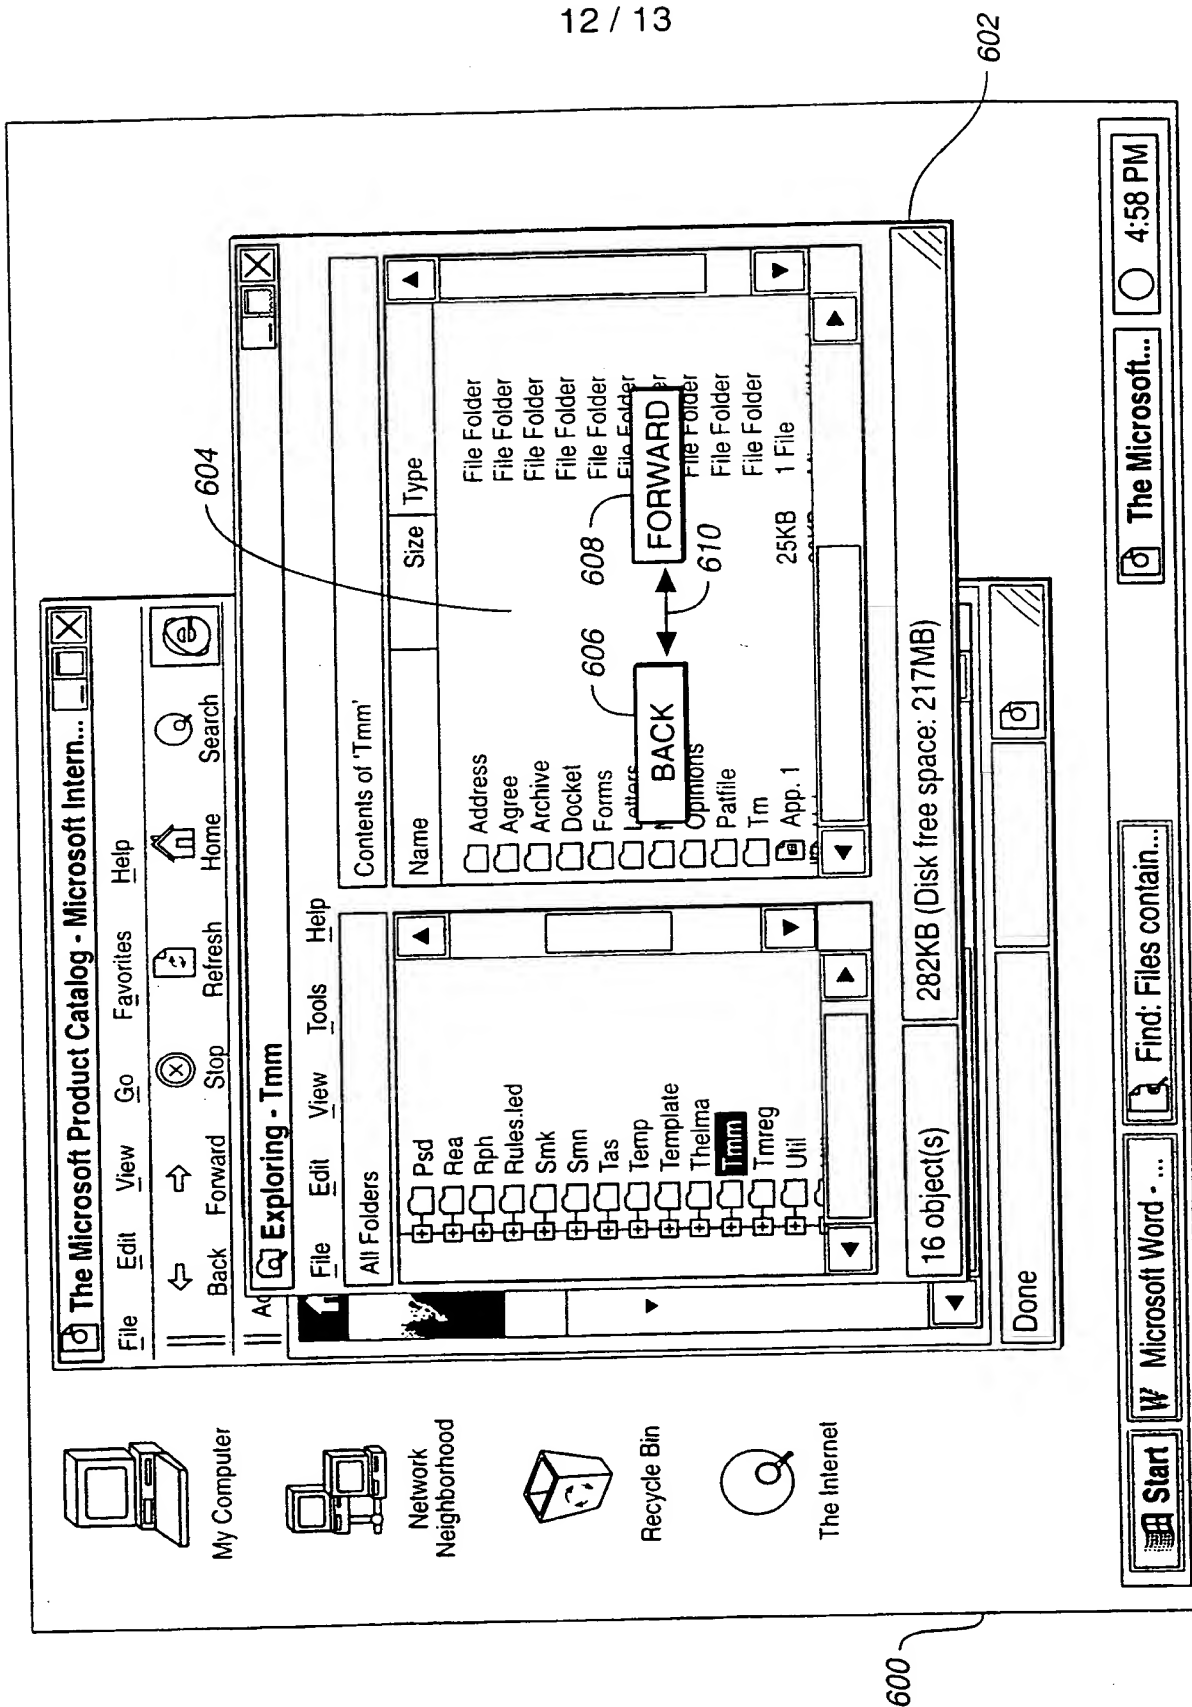 12 / 13
602
600
604
The Microsoft Product Catalog - Microsoft Intern...
File Edit View Go Favorites Help
Back Forward Stop Refresh Home Search
My Computer
Network
Neighborhood
Recycle Bin
The Internet
Exploring - Tmm
File Edit View Tools Help
All Folders
Contents of 'Tmm'
Name Size Type
Psd
Rea
Rph
Rules.led
Smk
Smn
Tas
Temp
Template
Thelma
Tmm
Tmreg
Util
Address File Folder
Agree File Folder
Archive File Folder
Docket File Folder
Forms File Folder
Letters File Folder
Opinions File Folder
Patfile File Folder
Tm File Folder
App. 1 25KB 1 File
606
608
BACK
FORWARD
610
16 object(s)
282KB (Disk free space: 217MB)
Done
Start
W Microsoft Word - ...
Find: Files contain...
The Microsoft...
4:58 PM